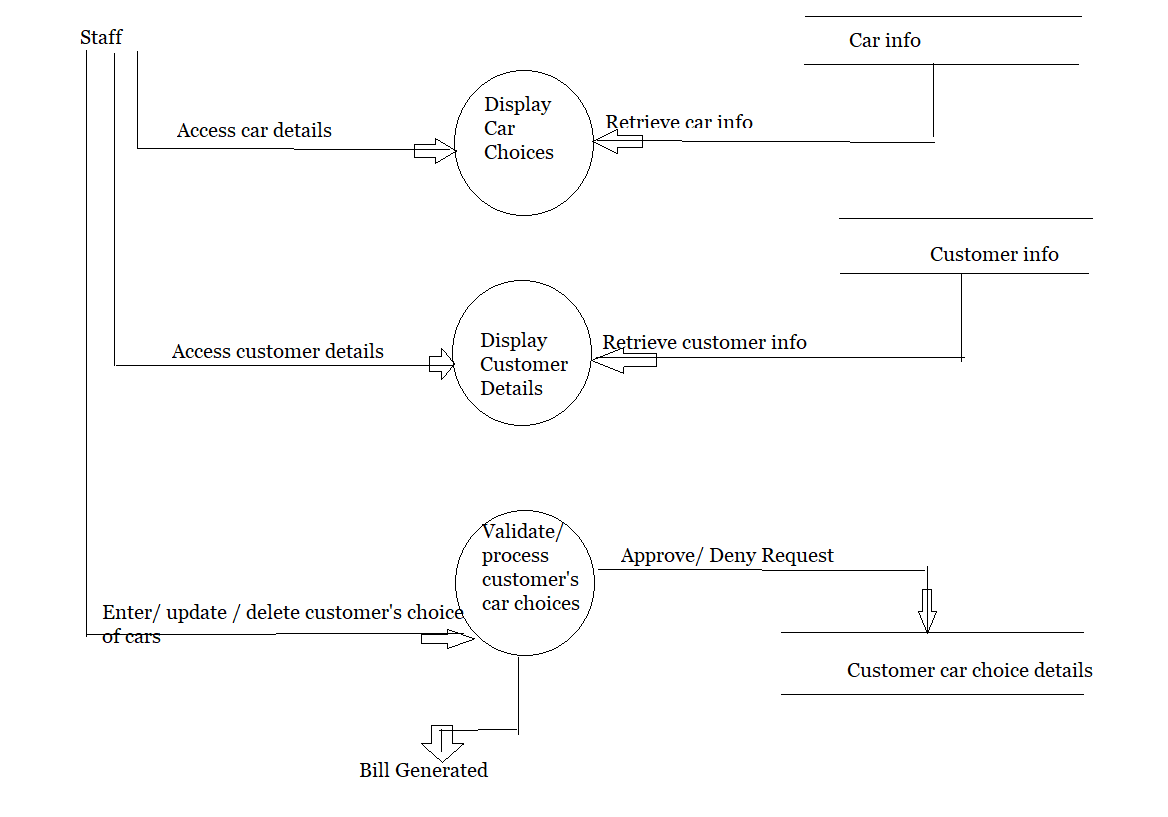 Staff
Car info
Access car details
Display
Car
Choices
Retrieve car info
Customer info
Access customer details
Display
Customer
Details
Retrieve customer info
Validate/
process
customer's
car choices
Approve/ Deny Request
Enter/ update / delete customer's choice
of cars
Customer car choice details
Bill Generated